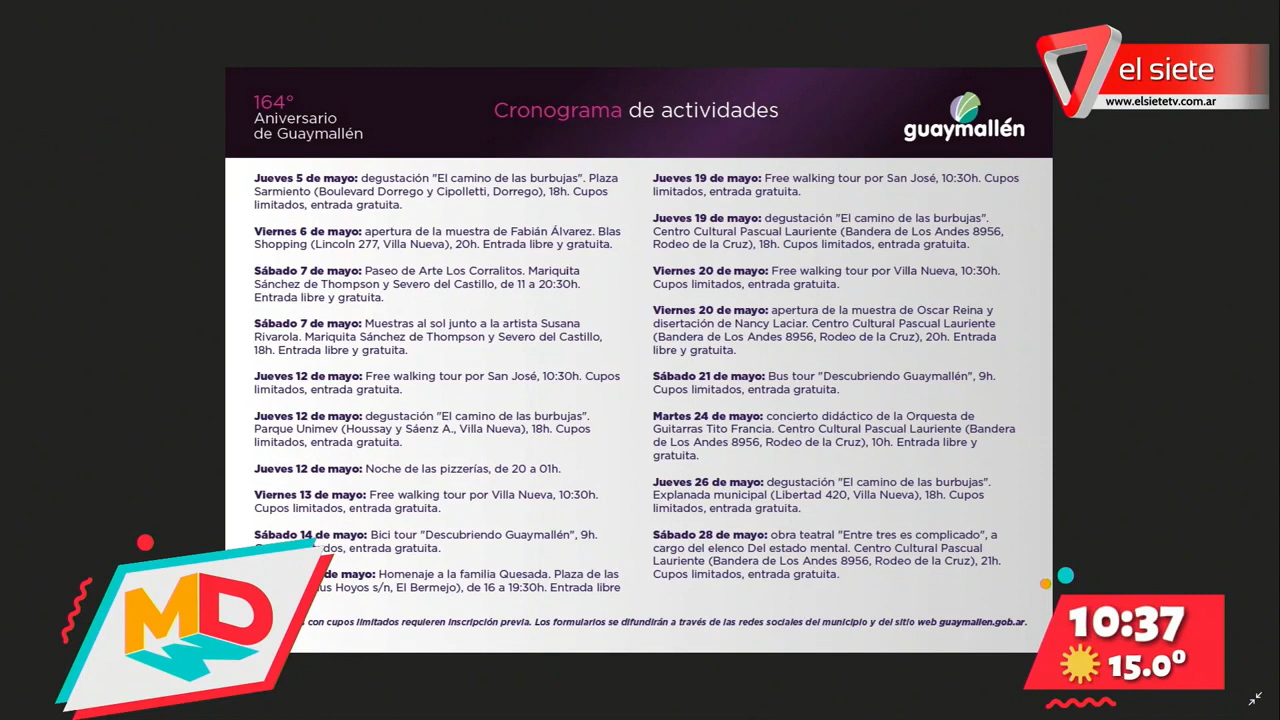 164°
Aniversario
de Guaymallén
Cronograma de actividades
guaymallén
el siete
www.elsietetv.com.ar
Jueves 5 de mayo: degustación "El camino de las burbujas". Plaza
Sarmiento (Boulevard Dorrego y Cipolletti, Dorrego), 18h. Cupos
limitados, entrada gratuita.
Viernes 6 de mayo: apertura de la muestra de Fabián Álvarez. Blas
Shopping (Lincoln 277, Villa Nueva), 20h. Entrada libre y gratuita.
Sábado 7 de mayo: Paseo de Arte Los Corralitos. Mariquita
Sánchez de Thompson y Severo del Castillo, de 11 a 20:30h.
Entrada libre y gratuita.
Sábado 7 de mayo: Muestras al sol junto a la artista Susana
Rivarola. Mariquita Sánchez de Thompson y Severo del Castillo,
18h. Entrada libre y gratuita.
Jueves 12 de mayo: Free walking tour por San José, 10:30h. Cupos
limitados, entrada gratuita.
Jueves 12 de mayo: degustación "El camino de las burbujas".
Parque Unimev (Houssay y Sáenz A., Villa Nueva), 18h. Cupos
limitados, entrada gratuita.
Jueves 12 de mayo: Noche de las pizzerías, de 20 a 01h.
Viernes 13 de mayo: Free walking tour por Villa Nueva, 10:30h.
Cupos limitados, entrada gratuita.
Sábado 14 de mayo: Bici tour "Descubriendo Guaymallén", 9h.
entrada gratuita.
de mayo: Homenaje a la familia Quesada. Plaza de las
Hoyos s/n, El Bermejo), de 16 a 19:30h. Entrada libre
Jueves 19 de mayo: Free walking tour por San José, 10:30h. Cupos
limitados, entrada gratuita.
Jueves 19 de mayo: degustación "El camino de las burbujas".
Centro Cultural Pascual Lauriente (Bandera de Los Andes 8956,
Rodeo de la Cruz), 18h. Cupos limitados, entrada gratuita.
Viernes 20 de mayo: Free walking tour por Villa Nueva, 10:30h.
Cupos limitados, entrada gratuita.
Viernes 20 de mayo: apertura de la muestra de Oscar Reina y
disertación de Nancy Laciar. Centro Cultural Pascual Lauriente
(Bandera de Los Andes 8956, Rodeo de la Cruz), 20h. Entrada
libre y gratuita.
Sábado 21 de mayo: Bus tour "Descubriendo Guaymallén", 9h.
Cupos limitados, entrada gratuita.
Martes 24 de mayo: concierto didáctico de la Orquesta de
Guitarras Tito Francia. Centro Cultural Pascual Lauriente (Bandera
de Los Andes 8956, Rodeo de la Cruz), 10h. Entrada libre y
gratuita.
Jueves 26 de mayo: degustación "El camino de las burbujas".
Explanada municipal (Libertad 420, Villa Nueva), 18h. Cupos
limitados, entrada gratuita.
Sábado 28 de mayo: obra teatral "Entre tres es complicado", a
cargo del elenco Del estado mental. Centro Cultural Pascual
Lauriente (Bandera de Los Andes 8956, Rodeo de la Cruz), 21h.
Cupos limitados, entrada gratuita.
con cupos limitados requieren inscripción previa. Los formularios se difundirán a través de las redes sociales del municipio y del sitio web guaymallen.gob.ar.
MD
10:37
15.0º